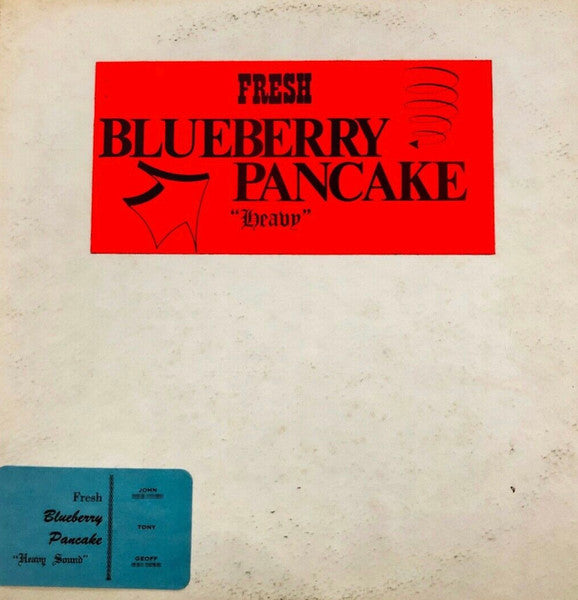 FRESH
BLUEBERRY
PANCAKE
“Heavy”
Fresh
Blueberry
Pancake
“Heavy Sound”
JOHN
TONY
GEOFF